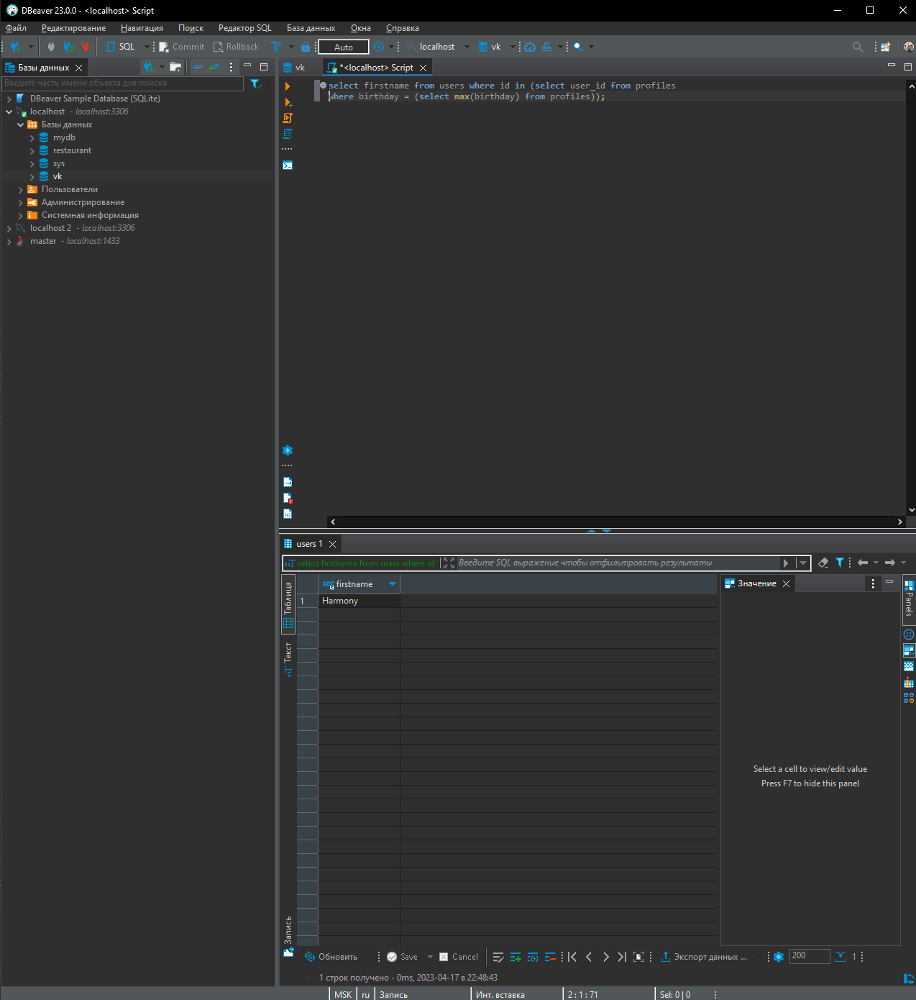 DBeaver 23.0.0 - <localhost> Script
Файл Редактирование Навигация Поиск Редактор SQL База данных Окна Справка
SQL Commit Rollback Auto localhost vk
Базы данных
Введите часть имени объекта для поиска
DBeaver Sample Database (SQLite)
localhost - localhost:3306
Базы данных
mydb
restaurant
sys
vk
Пользователи
Администрирование
Системная информация
localhost 2 - localhost:3306
master - localhost:1433
vk *<localhost> Script
select firstname from users where id in (select user_id from profiles
where birthday = (select max(birthday) from profiles));
users 1
select firstname from users where id Введите SQL выражение чтобы отфильтровать результаты
Таблица
Текст
Запись
firstname
1 Harmony
Значение
Select a cell to view/edit value
Press F7 to hide this panel
Panels
Обновить Save Cancel Экспорт данных ... 200 1
1 строк получено - 0ms, 2023-04-17 в 22:48:43
MSK ru Запись Инт. вставка 2 : 1 : 71 Sel: 0 | 0